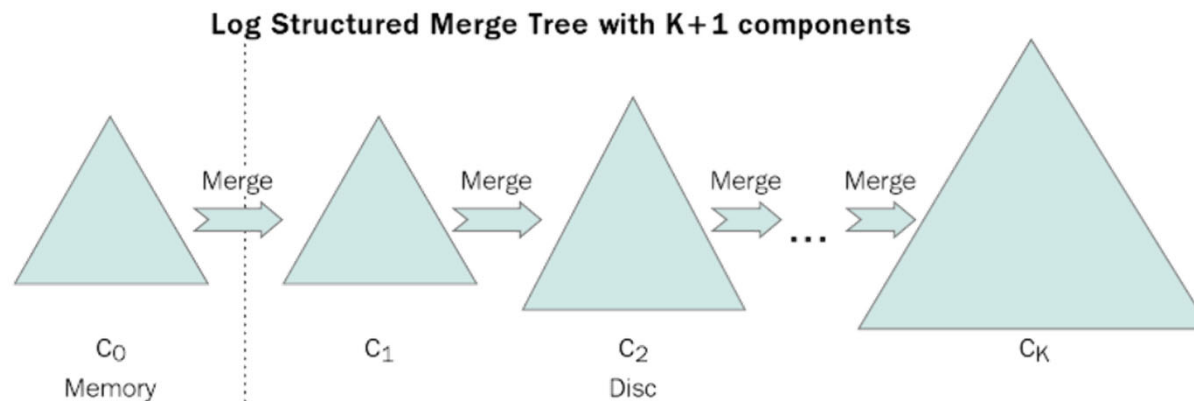 Log Structured Merge Tree with K+1 components
Merge Merge Merge Merge
...
C₀ C₁ C₂ Cₖ
Memory Disc